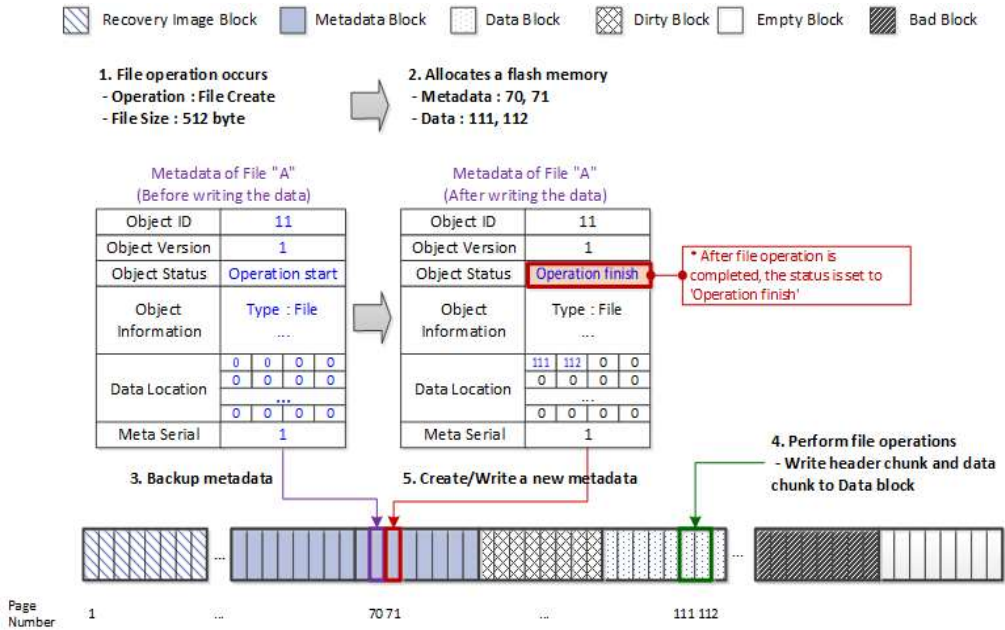 Recovery Image Block
Metadata Block
Data Block
Dirty Block
Empty Block
Bad Block
1. File operation occurs
- Operation : File Create
- File Size : 512 byte
2. Allocates a flash memory
- Metadata : 70, 71
- Data : 111, 112
Metadata of File "A"
(Before writing the data)
Object ID 11
Object Version 1
Object Status Operation start
Object Information Type : File
...
Data Location
0 0 0 0
0 0 0 0
...
0 0 0 0
Meta Serial 1
Metadata of File "A"
(After writing the data)
Object ID 11
Object Version 1
Object Status Operation finish
Object Information Type : File
...
Data Location
111 112 0 0
0 0 0 0
...
0 0 0 0
Meta Serial 1
* After file operation is
completed, the status is set to
'Operation finish'
3. Backup metadata
5. Create/Write a new metadata
4. Perform file operations
- Write header chunk and data
chunk to Data block
...
...
Page
Number
1
...
70 71
...
111 112